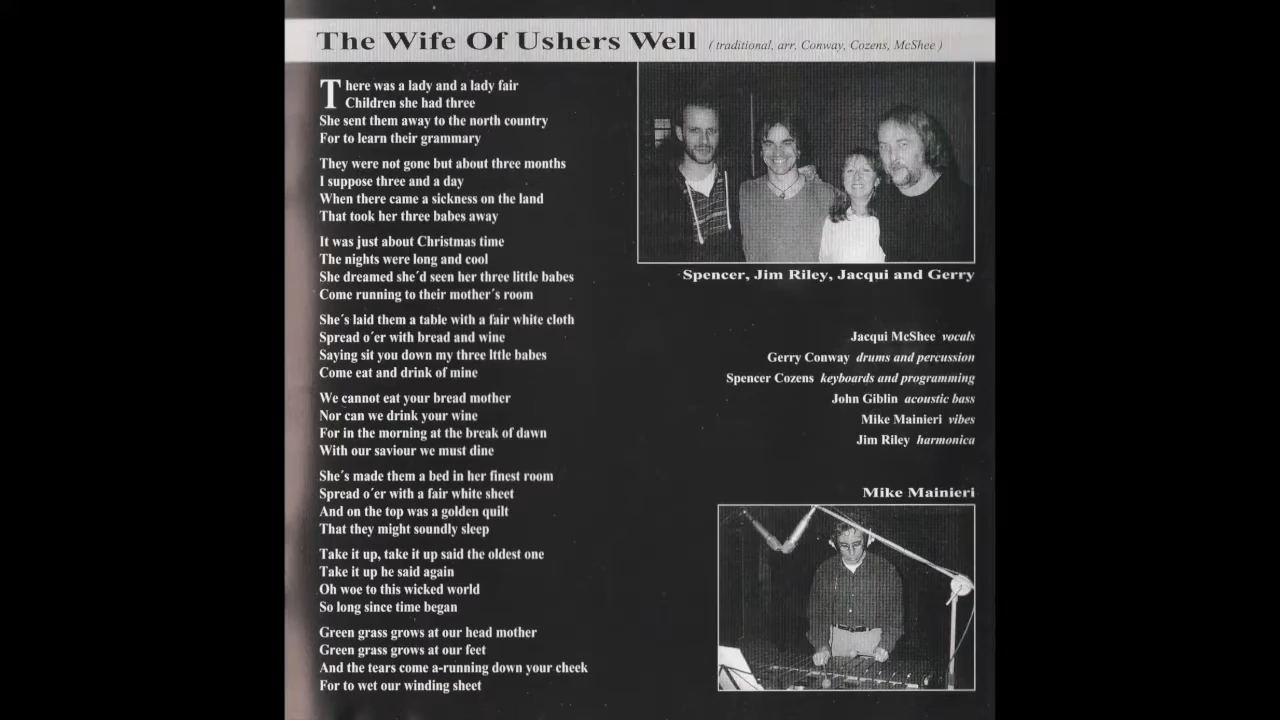 The Wife Of Ushers Well ( traditional, arr. Conway, Cozens, McShee )
There was a lady and a lady fair
Children she had three
She sent them away to the north country
For to learn their grammary
They were not gone but about three months
I suppose three and a day
When there came a sickness on the land
That took her three babes away
It was just about Christmas time
The nights were long and cool
She dreamed she´d seen her three little babes
Come running to their mother´s room
She´s laid them a table with a fair white cloth
Spread o´er with bread and wine
Saying sit you down my three lttle babes
Come eat and drink of mine
We cannot eat your bread mother
Nor can we drink your wine
For in the morning at the break of dawn
With our saviour we must dine
She´s made them a bed in her finest room
Spread o´er with a fair white sheet
And on the top was a golden quilt
That they might soundly sleep
Take it up, take it up said the oldest one
Take it up he said again
Oh woe to this wicked world
So long since time began
Green grass grows at our head mother
Green grass grows at our feet
And the tears come a-running down your cheek
For to wet our winding sheet
Spencer, Jim Riley, Jacqui and Gerry
Jacqui McShee vocals
Gerry Conway drums and percussion
Spencer Cozens keyboards and programming
John Giblin acoustic bass
Mike Mainieri vibes
Jim Riley harmonica
Mike Mainieri